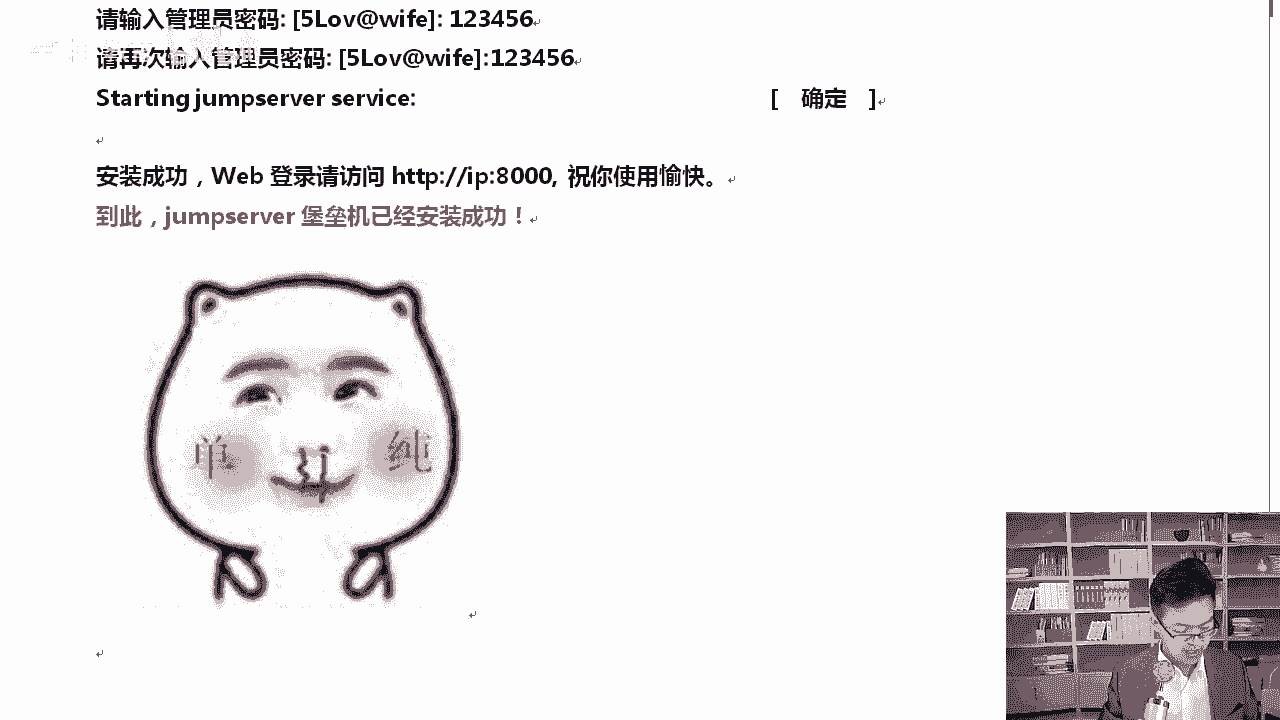 请输入管理员密码: [5Lov@wife]: 123456
请再次输入管理员密码: [5Lov@wife]:123456
Starting jumpserver service: [ 确定 ]
安装成功，Web 登录请访问 http://ip:8000, 祝你使用愉快。
到此，jumpserver 堡垒机已经安装成功！
单 纯